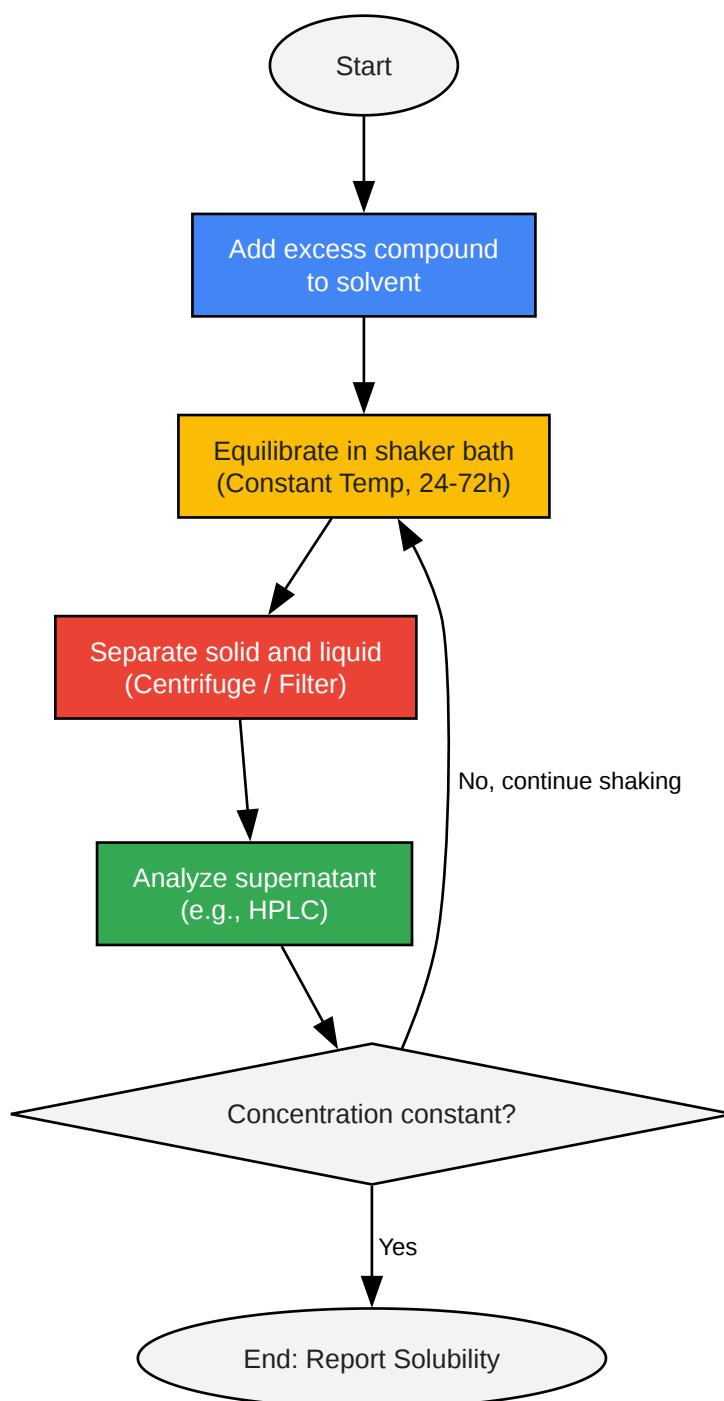 Start
Add excess compound
to solvent
Equilibrate in shaker bath
(Constant Temp, 24-72h)
Separate solid and liquid
(Centrifuge / Filter)
No, continue shaking
Analyze supernatant
(e.g., HPLC)
Concentration constant?
Yes
End: Report Solubility